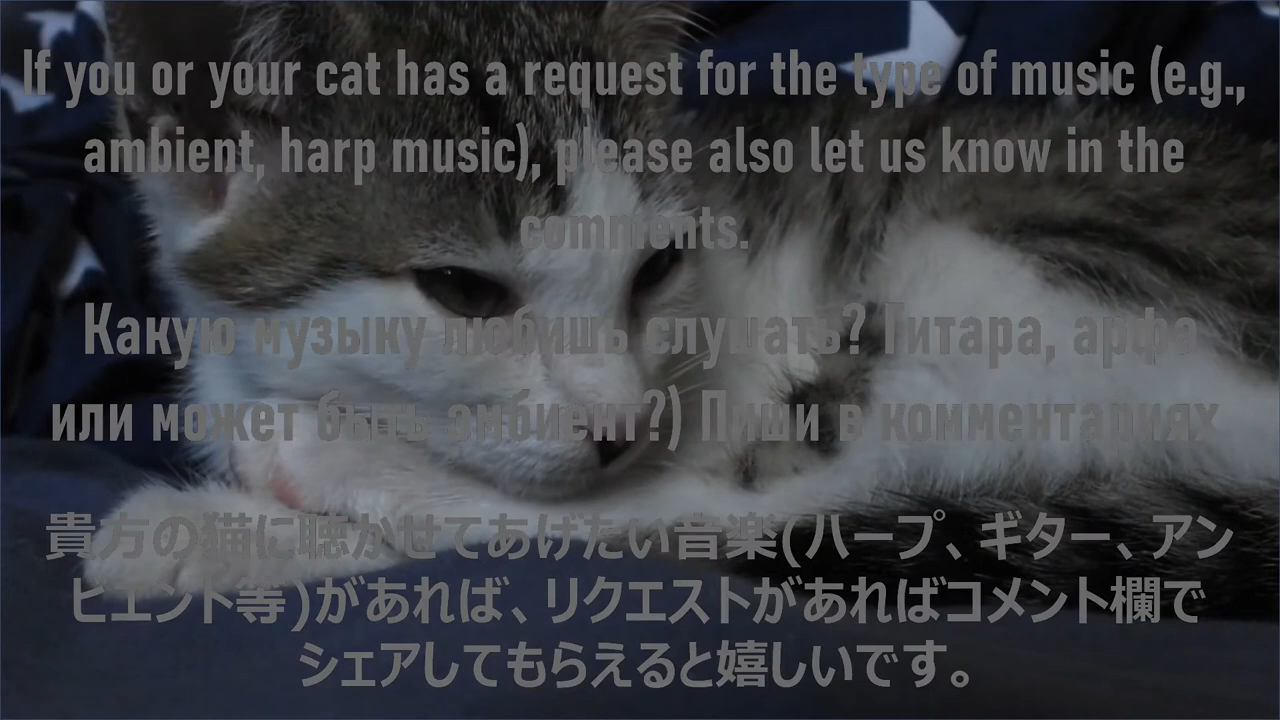 If you or your cat has a request for the type of music (e.g.,
ambient, harp music), please also let us know in the
comments.
Какую музыку любишь слушать? Гитара, арфа
или может быть эмбиент?) Пиши в комментариях
貴方の猫に聴かせてあげたい音楽(ハープ、ギター、アン
ビエント等)があれば、リクエストがあればコメント欄で
シェアしてもらえると嬉しいです。